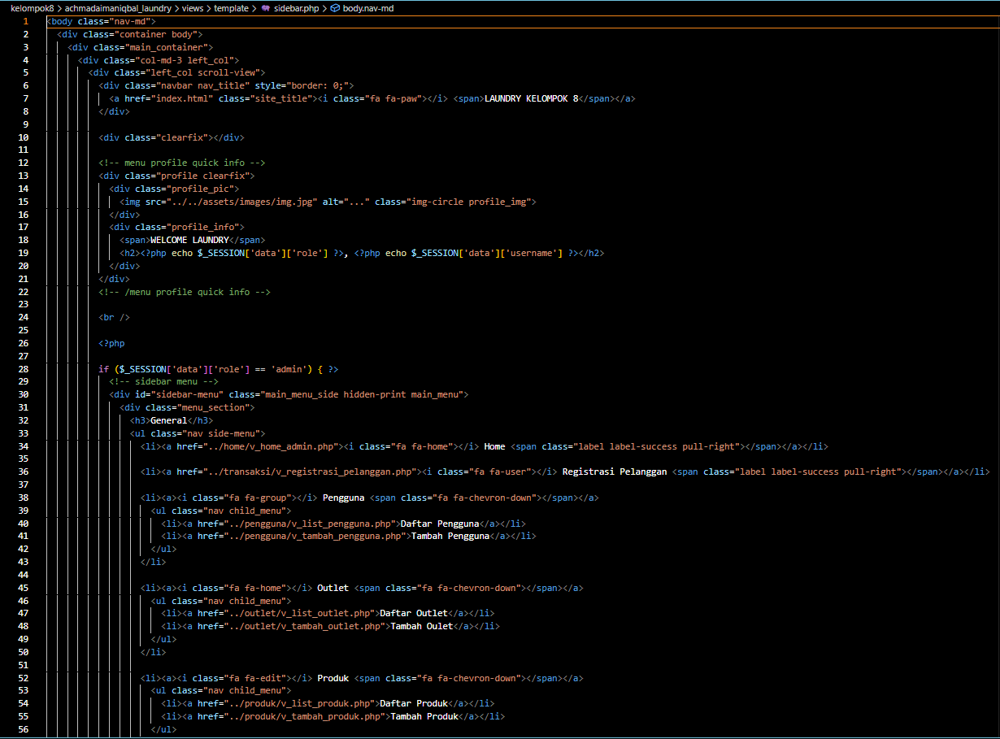 kelompok8 > achmadaimaniqbal_laundry > views > template > sidebar.php > body.nav-md
1 <body class="nav-md">
2 <div class="container body">
3 <div class="main_container">
4 <div class="col-md-3 left_col">
5 <div class="left_col scroll-view">
6 <div class="navbar nav_title" style="border: 0;">
7 <a href="index.html" class="site_title"><i class="fa fa-paw"></i> <span>LAUNDRY KELOMPOK 8</span></a>
8 </div>
9
10 <div class="clearfix"></div>
11
12 <!-- menu profile quick info -->
13 <div class="profile clearfix">
14 <div class="profile_pic">
15 <img src="../../assets/images/img.jpg" alt="..." class="img-circle profile_img">
16 </div>
17 <div class="profile_info">
18 <span>WELCOME LAUNDRY</span>
19 <h2><?php echo $_SESSION['data']['role'] ?>, <?php echo $_SESSION['data']['username'] ?></h2>
20 </div>
21 </div>
22 <!-- /menu profile quick info -->
23
24 <br />
25
26 <?php
27
28 if ($_SESSION['data']['role'] == 'admin') { ?>
29 <!-- sidebar menu -->
30 <div id="sidebar-menu" class="main_menu_side hidden-print main_menu">
31 <div class="menu_section">
32 <h3>General</h3>
33 <ul class="nav side-menu">
34 <li><a href="../home/v_home_admin.php"><i class="fa fa-home"></i> Home <span class="label label-success pull-right"></span></a></li>
35
36 <li><a href="../transaksi/v_registrasi_pelanggan.php"><i class="fa fa-user"></i> Registrasi Pelanggan <span class="label label-success pull-right"></span></a></li>
37
38 <li><a><i class="fa fa-group"></i> Pengguna <span class="fa fa-chevron-down"></span></a>
39 <ul class="nav child_menu">
40 <li><a href="../pengguna/v_list_pengguna.php">Daftar Pengguna</a></li>
41 <li><a href="../pengguna/v_tambah_pengguna.php">Tambah Pengguna</a></li>
42 </ul>
43 </li>
44
45 <li><a><i class="fa fa-home"></i> Outlet <span class="fa fa-chevron-down"></span></a>
46 <ul class="nav child_menu">
47 <li><a href="../outlet/v_list_outlet.php">Daftar Outlet</a></li>
48 <li><a href="../outlet/v_tambah_outlet.php">Tambah Oulet</a></li>
49 </ul>
50 </li>
51
52 <li><a><i class="fa fa-edit"></i> Produk <span class="fa fa-chevron-down"></span></a>
53 <ul class="nav child_menu">
54 <li><a href="../produk/v_list_produk.php">Daftar Produk</a></li>
55 <li><a href="../produk/v_tambah_produk.php">Tambah Produk</a></li>
56 </ul>